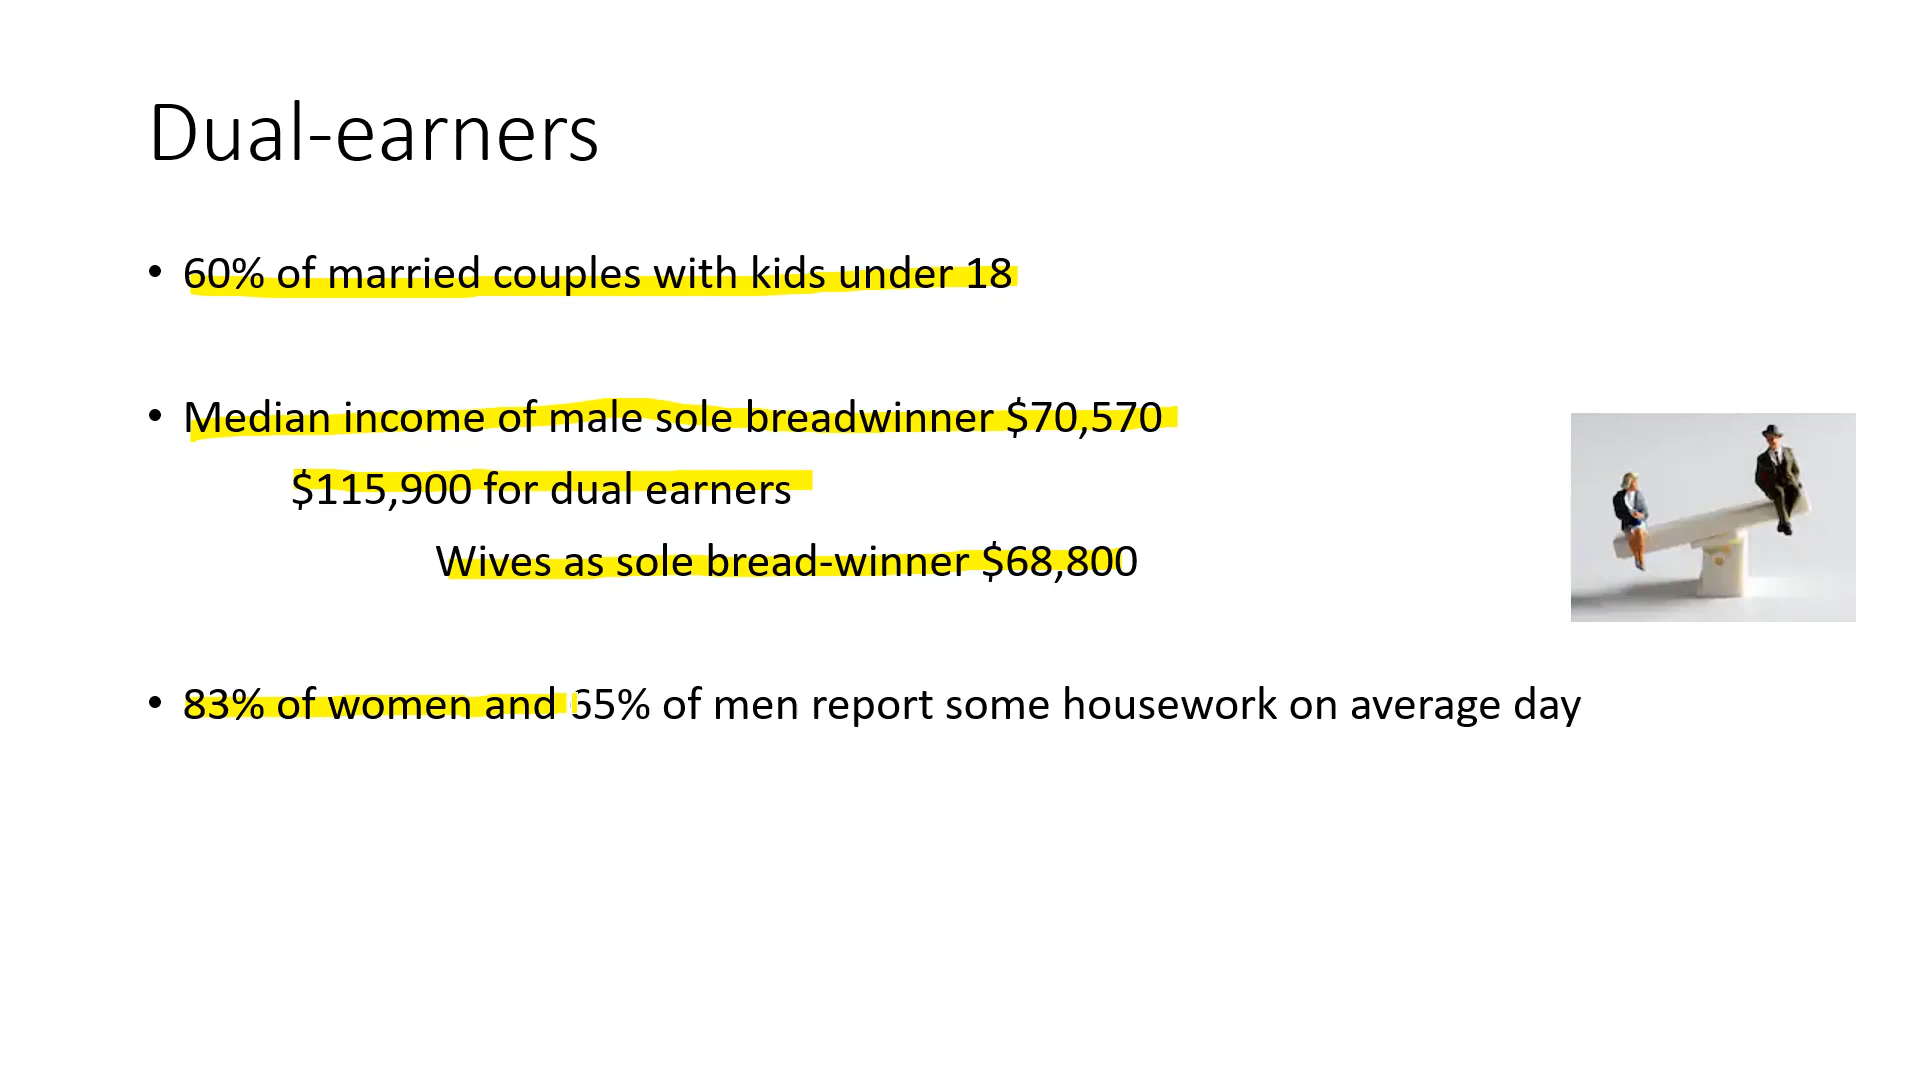 Dual-earners
• 60% of married couples with kids under 18
• Median income of male sole breadwinner $70,570
$115,900 for dual earners
Wives as sole bread-winner $68,800
• 83% of women and 65% of men report some housework on average day